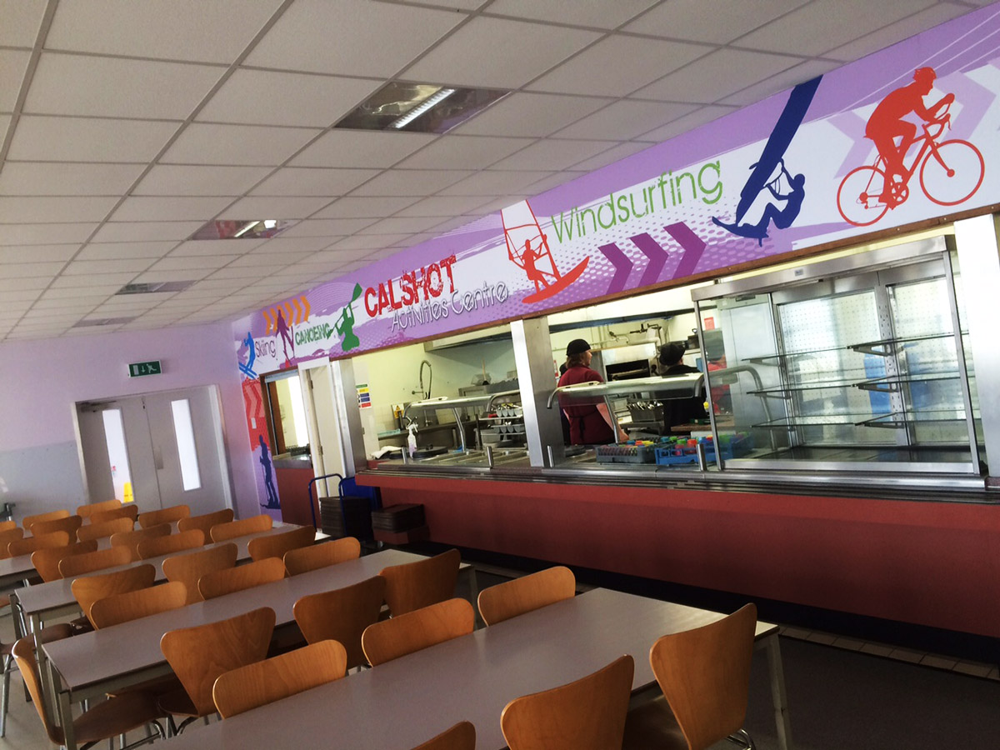 Skiing
CANOEING
CALSHOT
Activities Centre
Windsurfing